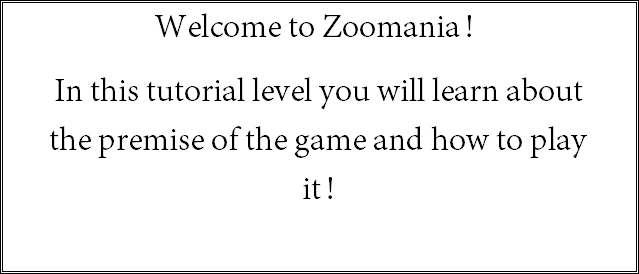 Welcome to Zoomania!
In this tutorial level you will learn about
the premise of the game and how to play
it!